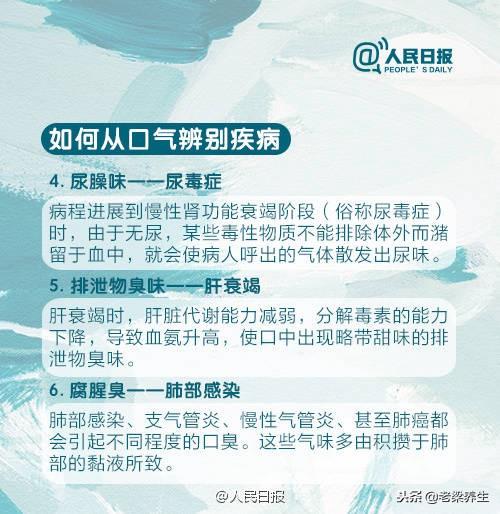 人民日报
PEOPLE'S DAILY
如何从口气辨别疾病
4. 尿臊味——尿毒症
病程进展到慢性肾功能衰竭阶段（俗称尿毒症）
时，由于无尿，某些毒性物质不能排除体外而潴
留于血中，就会使病人呼出的气体散发出尿味。
5. 排泄物臭味——肝衰竭
肝衰竭时，肝脏代谢能力减弱，分解毒素的能力
下降，导致血氨升高，使口中出现略带甜味的排
泄物臭味。
6. 腐腥臭——肺部感染
肺部感染、支气管炎、慢性气管炎、甚至肺癌都
会引起不同程度的口臭。这些气味多由积攒于肺
部的黏液所致。
@人民日报
头条@老梁养生